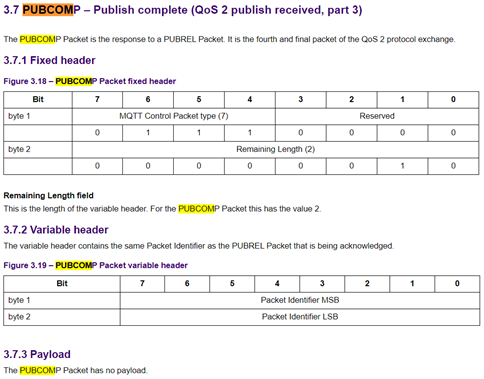 3.7 PUBCOMP – Publish complete (QoS 2 publish received, part 3)
The PUBCOMP Packet is the response to a PUBREL Packet. It is the fourth and final packet of the QoS 2 protocol exchange.
3.7.1 Fixed header
Figure 3.18 – PUBCOMP Packet fixed header
Bit 7 6 5 4 3 2 1 0
byte 1 MQTT Control Packet type (7) Reserved
0 1 1 1 0 0 0 0
byte 2 Remaining Length (2)
0 0 0 0 0 0 1 0
Remaining Length field
This is the length of the variable header. For the PUBCOMP Packet this has the value 2.
3.7.2 Variable header
The variable header contains the same Packet Identifier as the PUBREL Packet that is being acknowledged.
Figure 3.19 – PUBCOMP Packet variable header
Bit 7 6 5 4 3 2 1 0
byte 1 Packet Identifier MSB
byte 2 Packet Identifier LSB
3.7.3 Payload
The PUBCOMP Packet has no payload.